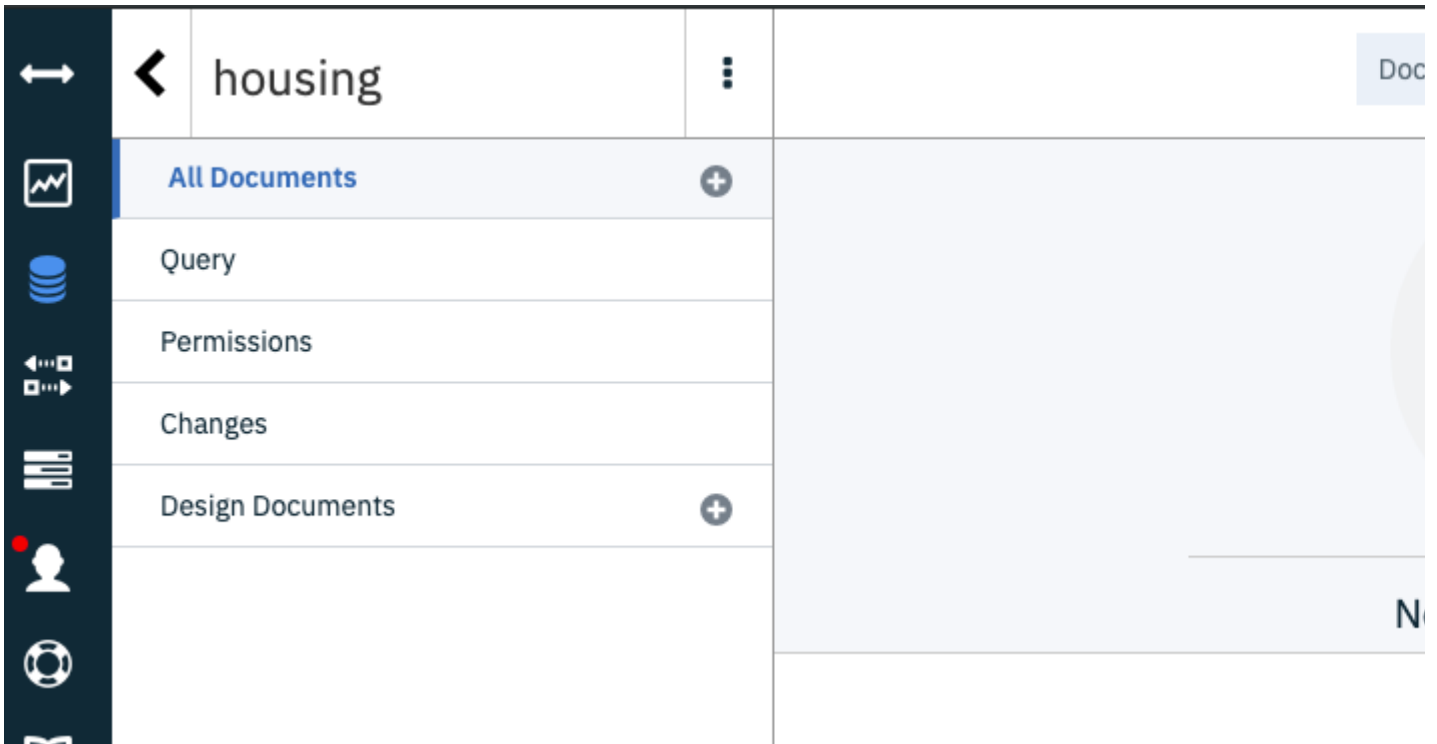 housing
All Documents
Query
Permissions
Changes
Design Documents